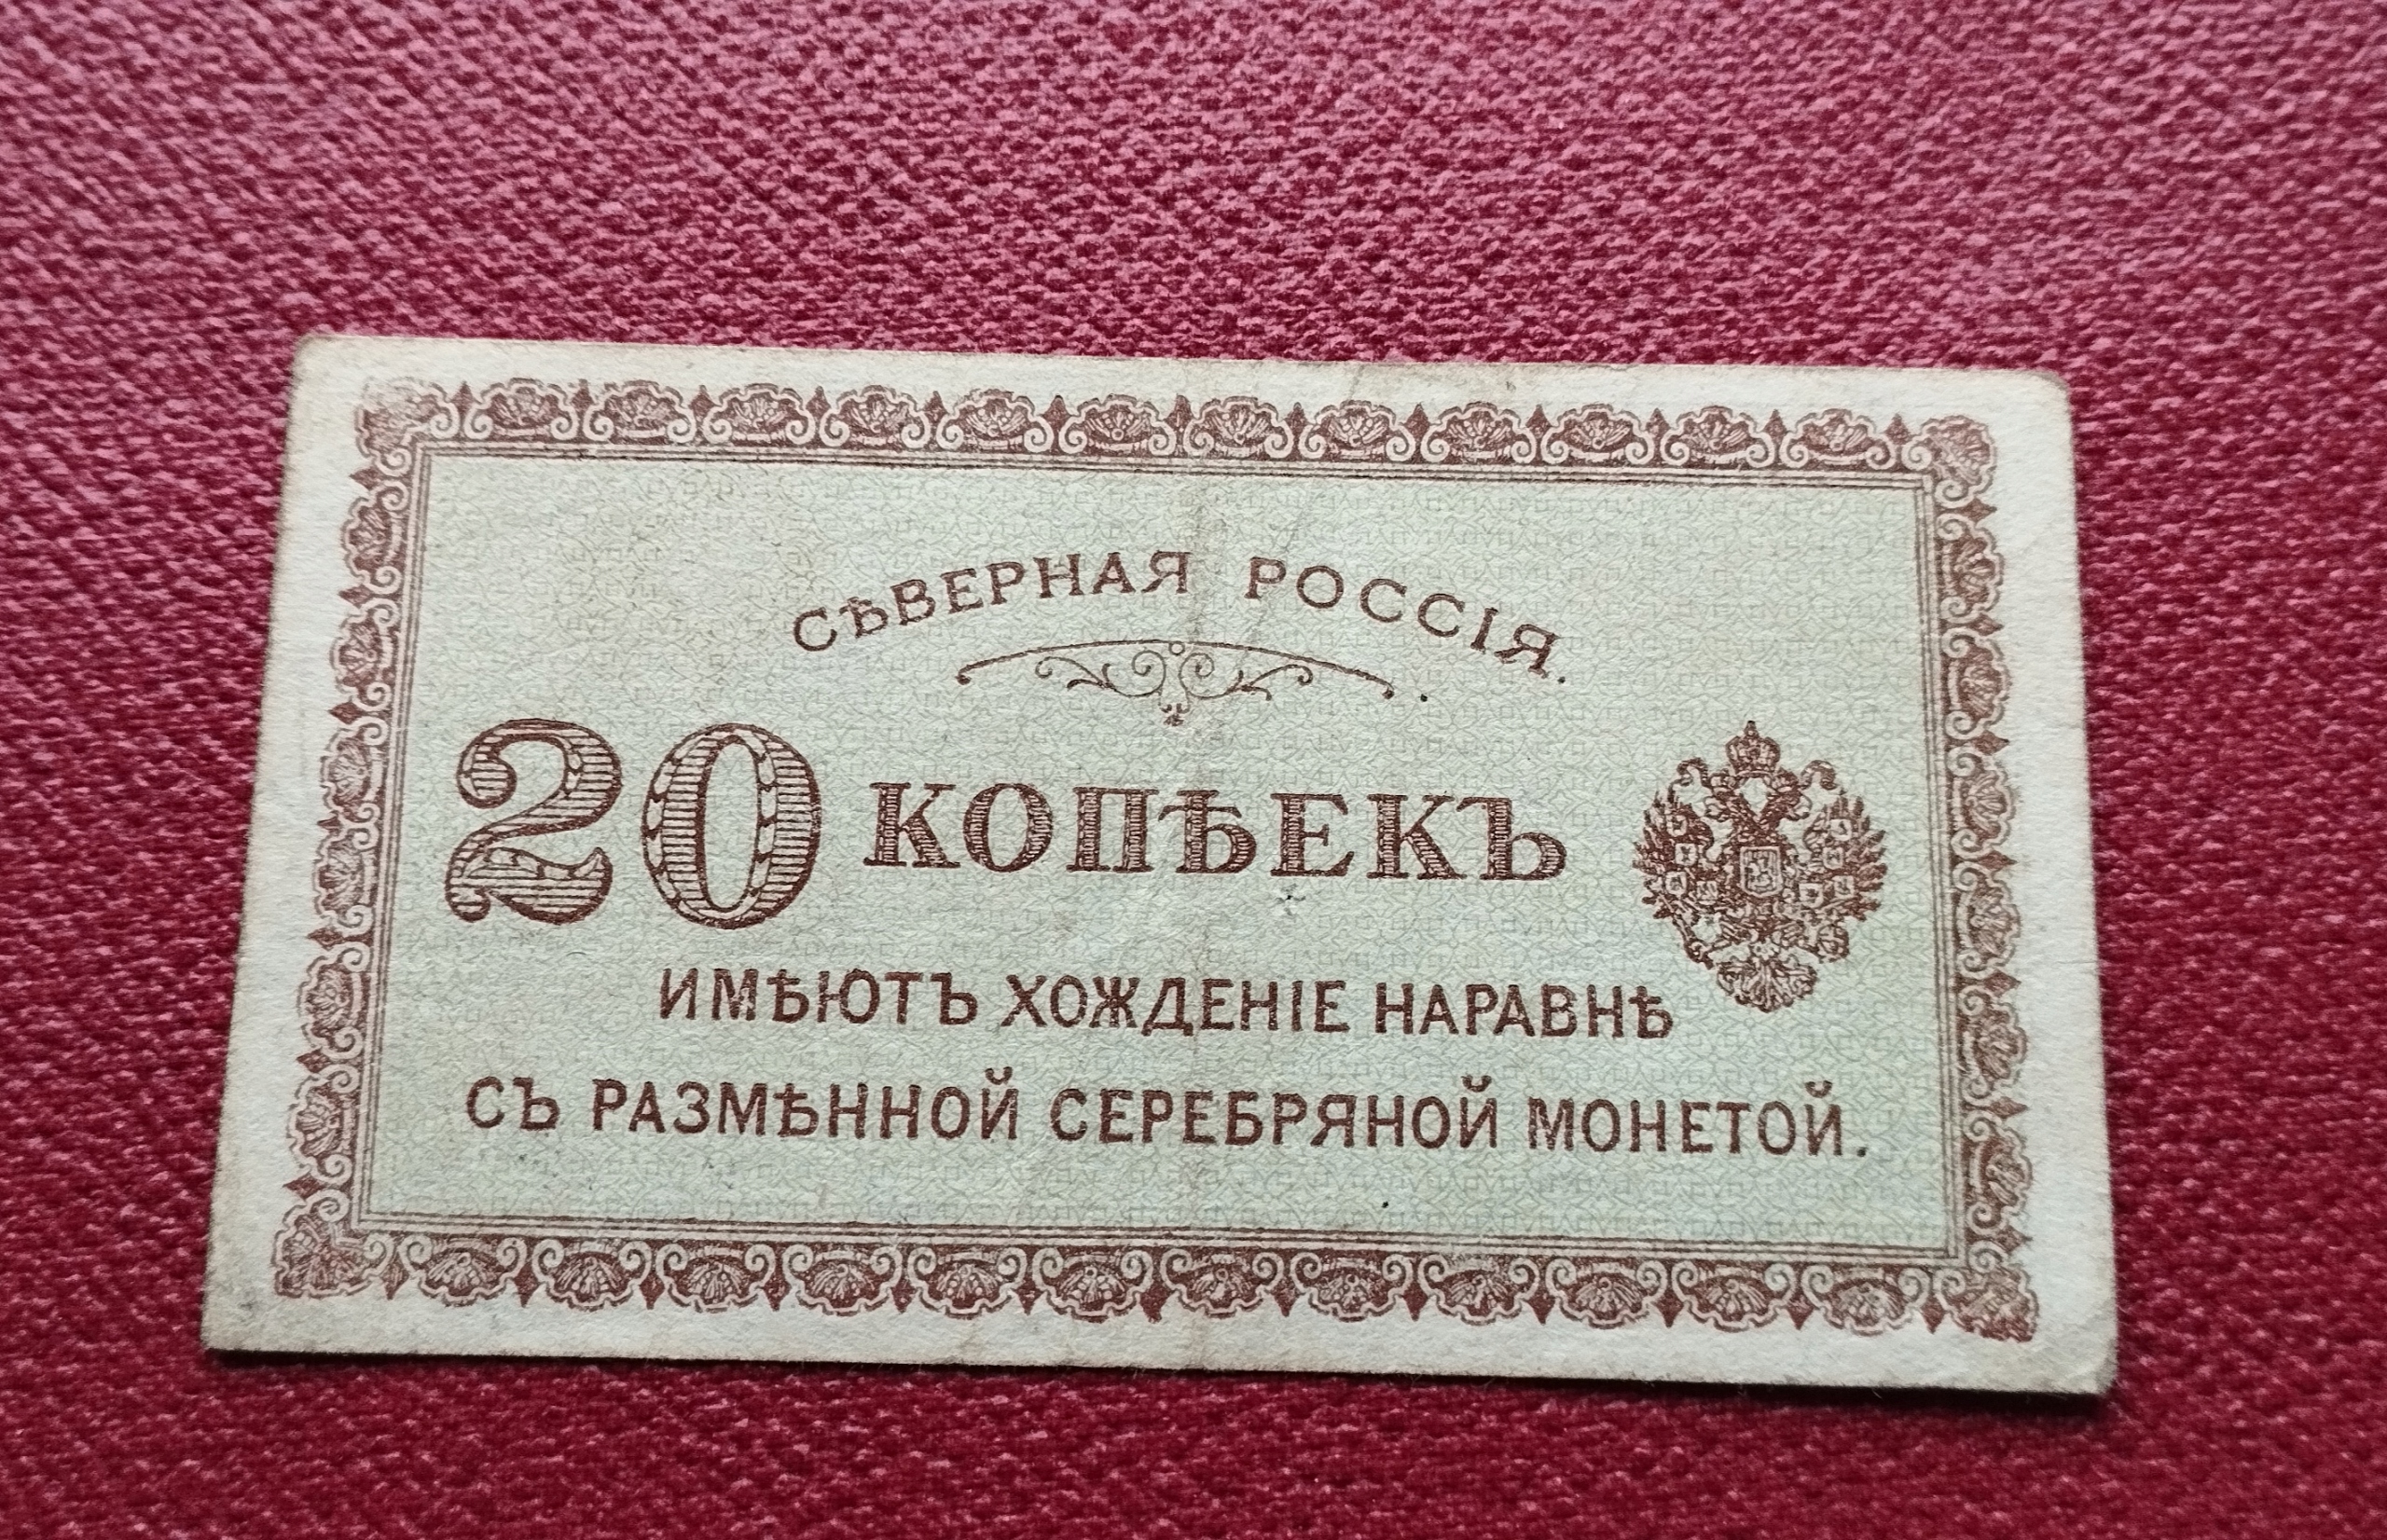 СѢВЕРНАЯ РОССІЯ.
20 КОПѢЕКЪ
ИМѢЮТЪ ХОЖДЕНІЕ НАРАВНѢ
СЪ РАЗМѢННОЙ СЕРЕБРЯНОЙ МОНЕТОЙ.